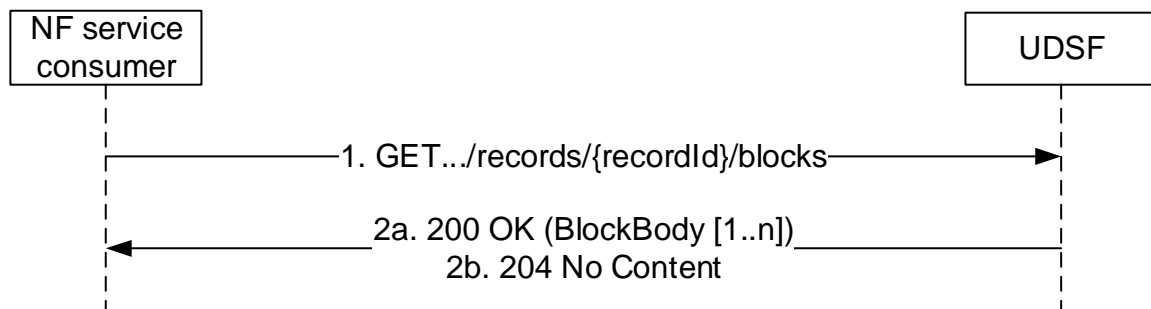 NF service
consumer
UDSF
1. GET.../records/{recordId}/blocks
2a. 200 OK (BlockBody [1..n])
2b. 204 No Content